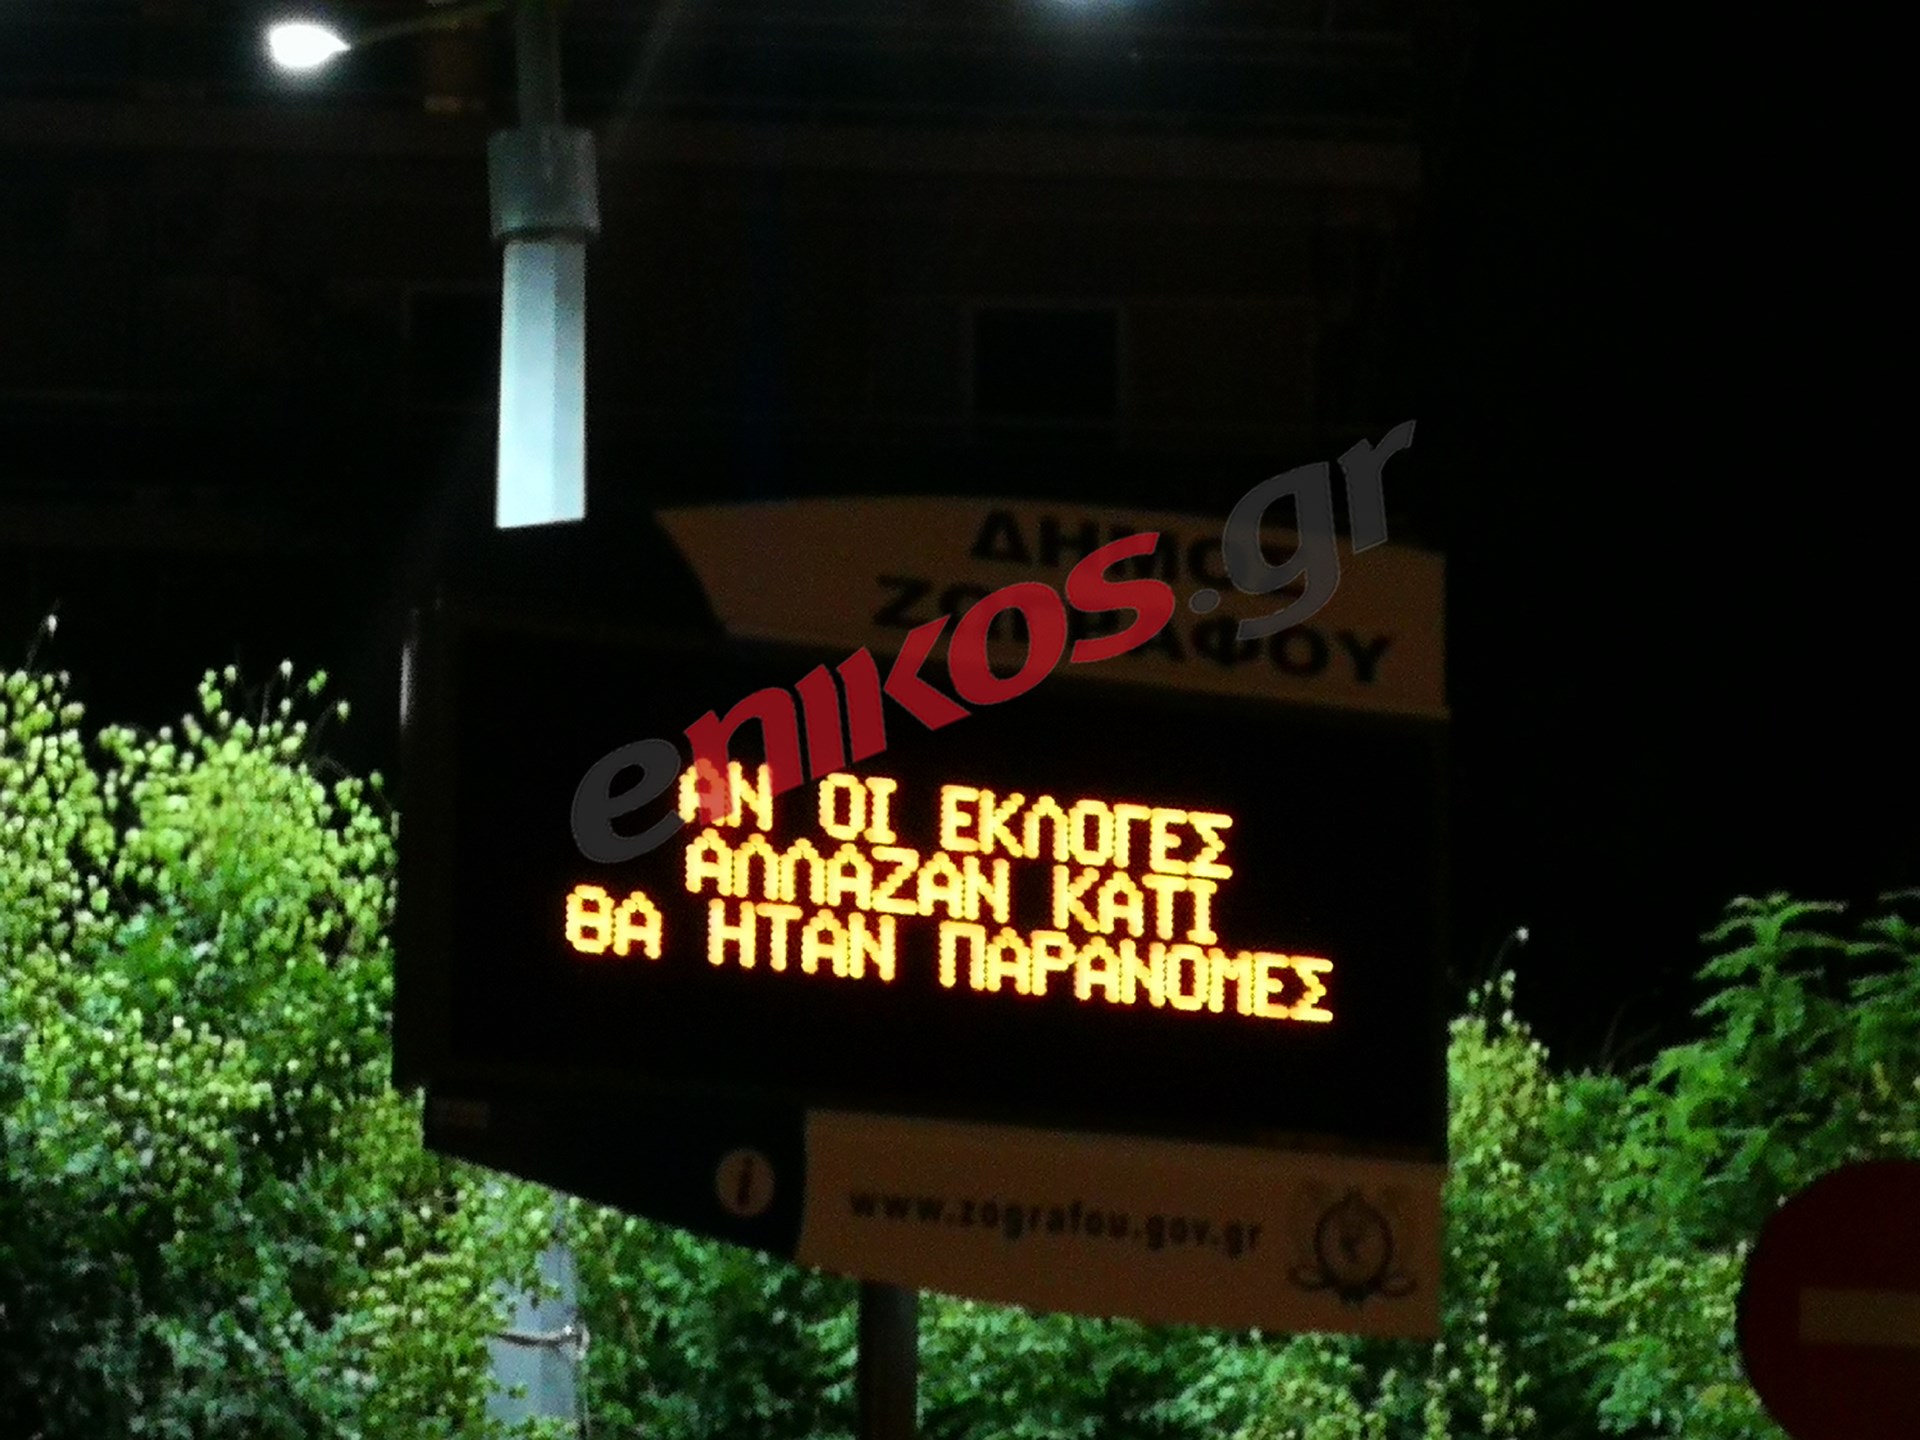 ΔΗΜΟΣ
ΖΩΓΡΑΦΟΥ
enikos.gr
ΑΝ ΟΙ ΕΚΛΟΓΕΣ
ΑΛΛΑΖΑΝ ΚΑΤΙ
ΘΑ ΗΤΑΝ ΠΑΡΑΝΟΜΕΣ
i
www.zografou.gov.gr